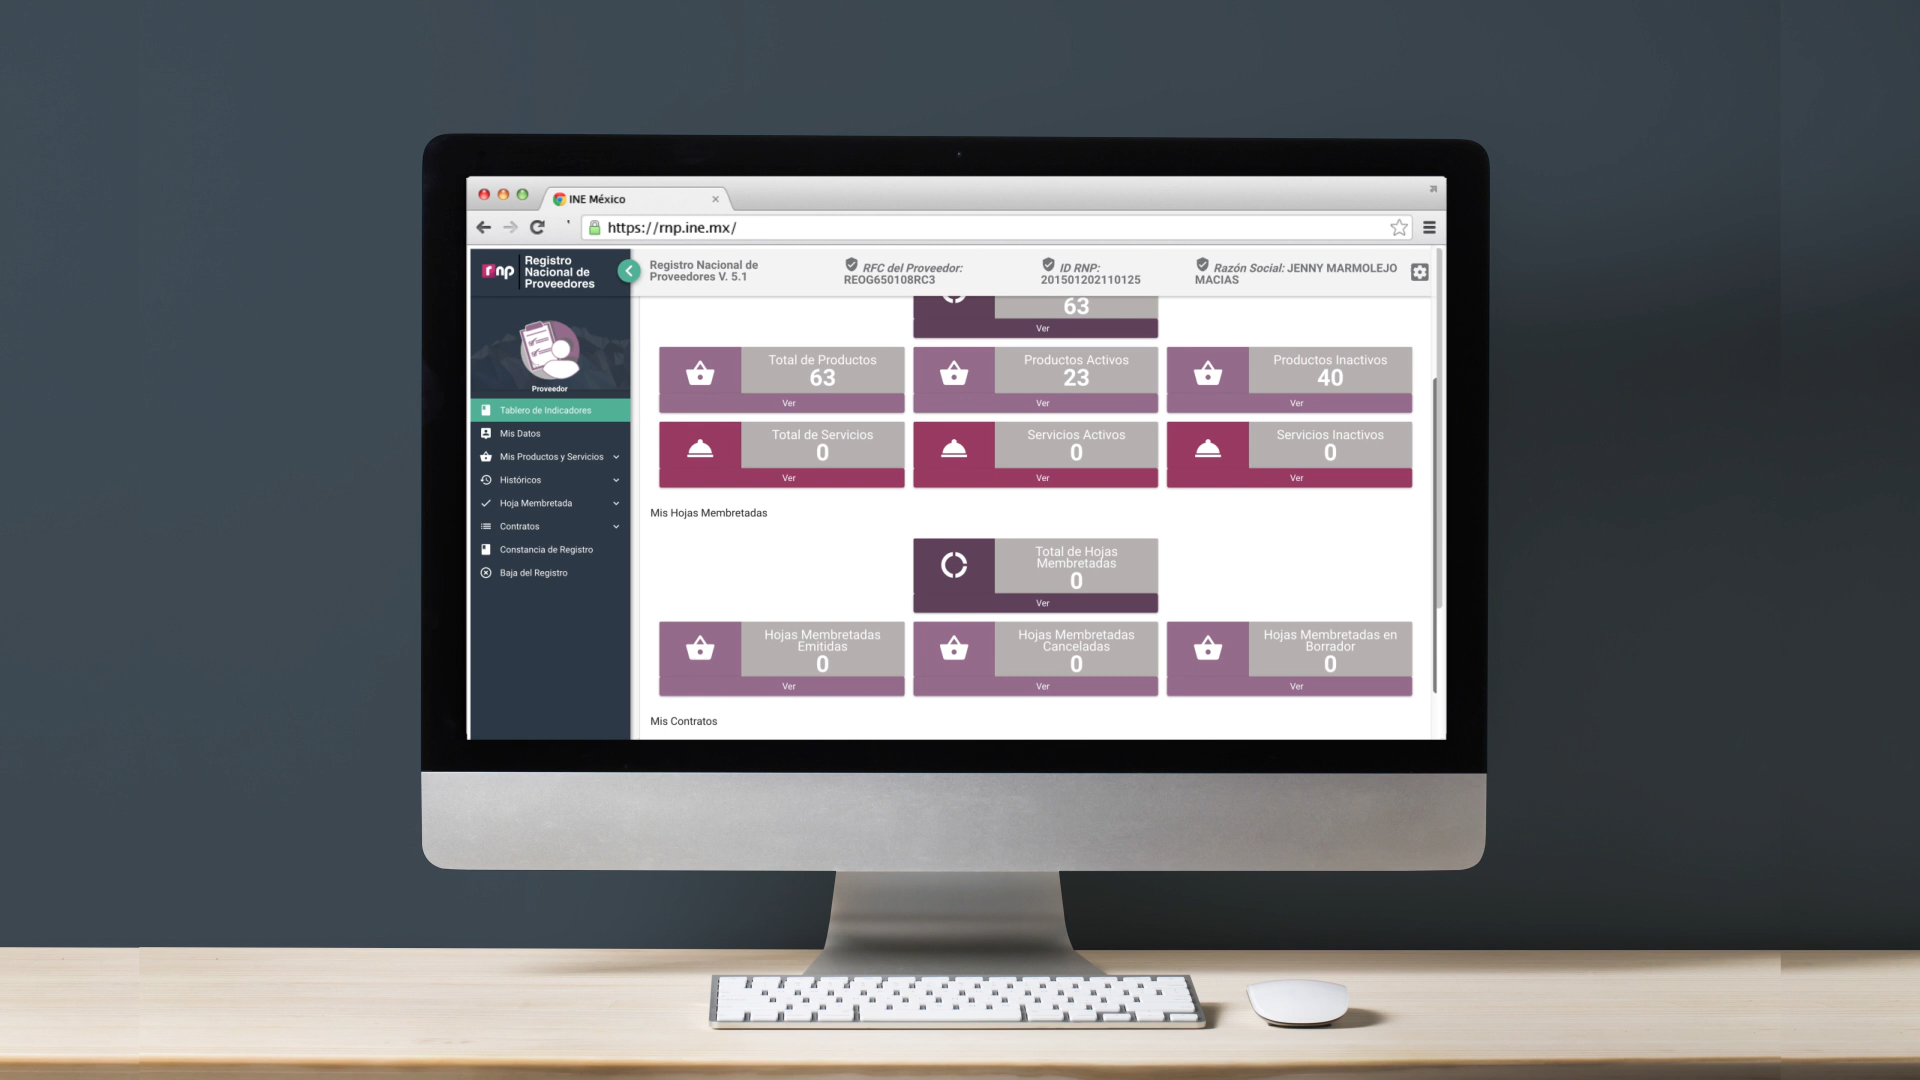 INE México
https://rnp.ine.mx/
rnp
Registro
Nacional de
Proveedores
Registro Nacional de
Proveedores V. 5.1
RFC del Proveedor:
REOG650108RC3
ID RNP:
201501202110125
Razón Social: JENNY MARMOLEJO
MACIAS
Proveedor
Tablero de Indicadores
Mis Datos
Mis Productos y Servicios
Históricos
Hoja Membretada
Contratos
Constancia de Registro
Baja del Registro
63
Ver
Total de Productos
63
Ver
Productos Activos
23
Ver
Productos Inactivos
40
Ver
Total de Servicios
0
Ver
Servicios Activos
0
Ver
Servicios Inactivos
0
Ver
Mis Hojas Membretadas
Total de Hojas
Membretadas
0
Ver
Hojas Membretadas
Emitidas
0
Ver
Hojas Membretadas
Canceladas
0
Ver
Hojas Membretadas en
Borrador
0
Ver
Mis Contratos